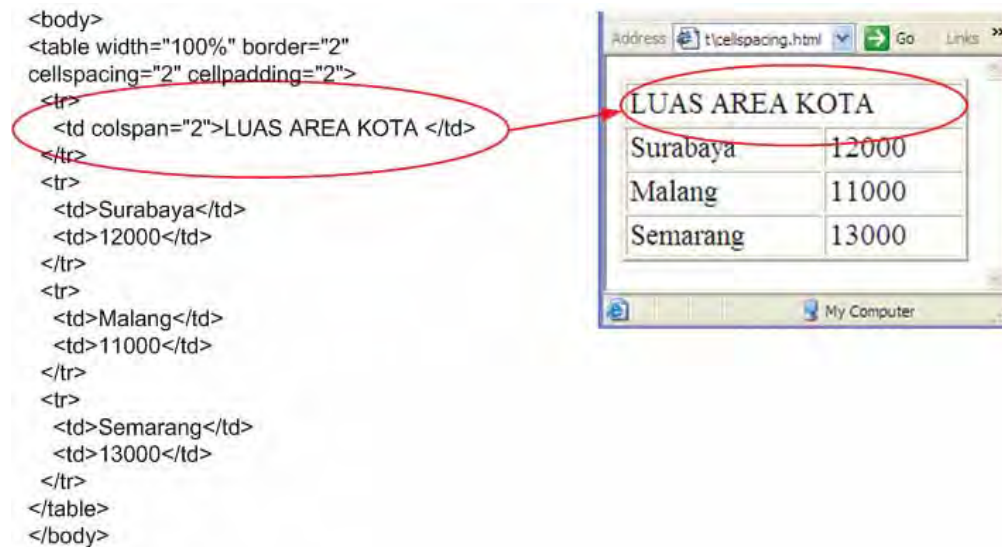 <body>
<table width="100%" border="2"
cellspacing="2" cellpadding="2">
<tr>
<td colspan="2">LUAS AREA KOTA </td>
</tr>
<tr>
<td>Surabaya</td>
<td>12000</td>
</tr>
<tr>
<td>Malang</td>
<td>11000</td>
</tr>
<tr>
<td>Semarang</td>
<td>13000</td>
</tr>
</table>
</body>
Address t\cellspacing.html Go Links »
LUAS AREA KOTA
Surabaya 12000
Malang 11000
Semarang 13000
My Computer